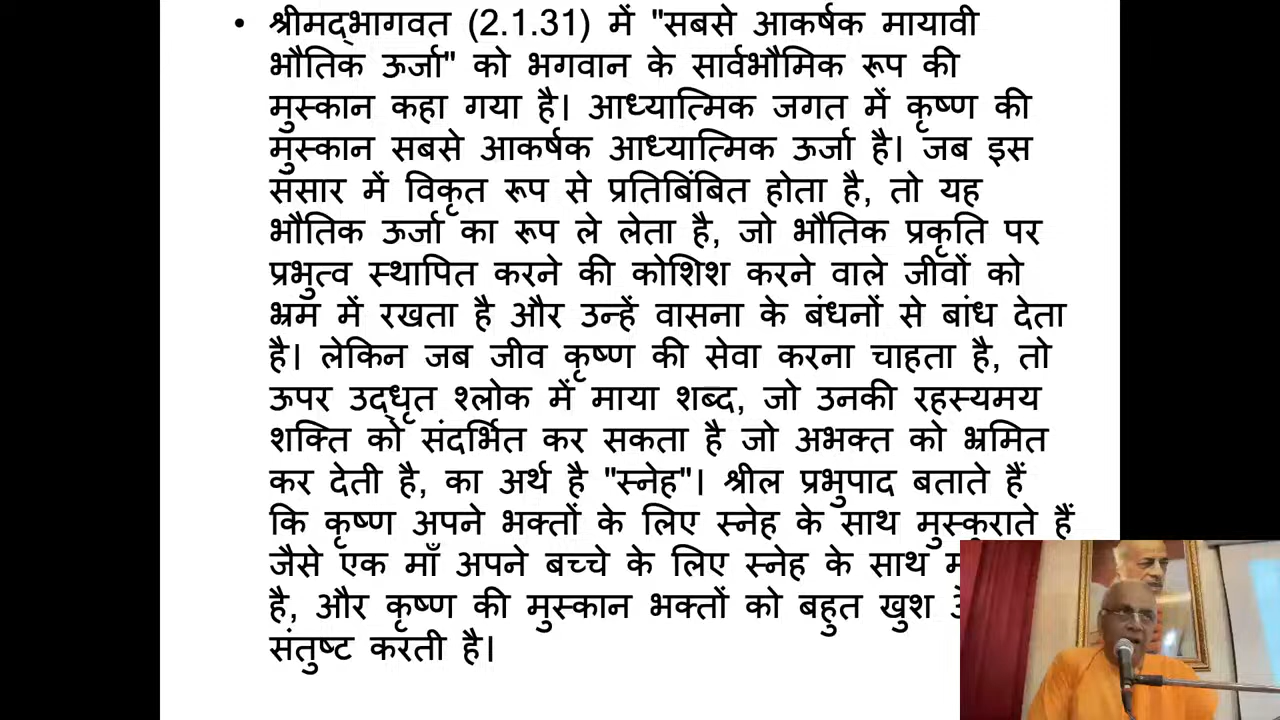 • श्रीमद्भागवत (2.1.31) में "सबसे आकर्षक मायावी
भौतिक ऊर्जा" को भगवान के सार्वभौमिक रूप की
मुस्कान कहा गया है। आध्यात्मिक जगत में कृष्ण की
मुस्कान सबसे आकर्षक आध्यात्मिक ऊर्जा है। जब इस
संसार में विकृत रूप से प्रतिबिंबित होता है, तो यह
भौतिक ऊर्जा का रूप ले लेता है, जो भौतिक प्रकृति पर
प्रभुत्व स्थापित करने की कोशिश करने वाले जीवों को
भ्रम में रखता है और उन्हें वासना के बंधनों से बांध देता
है। लेकिन जब जीव कृष्ण की सेवा करना चाहता है, तो
ऊपर उद्धृत श्लोक में माया शब्द, जो उनकी रहस्यमय
शक्ति को संदर्भित कर सकता है जो अभक्त को भ्रमित
कर देती है, का अर्थ है "स्नेह"। श्रील प्रभुपाद बताते हैं
कि कृष्ण अपने भक्तों के लिए स्नेह के साथ मुस्कुराते हैं
जैसे एक माँ अपने बच्चे के लिए स्नेह के साथ
है, और कृष्ण की मुस्कान भक्तों को बहुत खुश
संतुष्ट करती है।